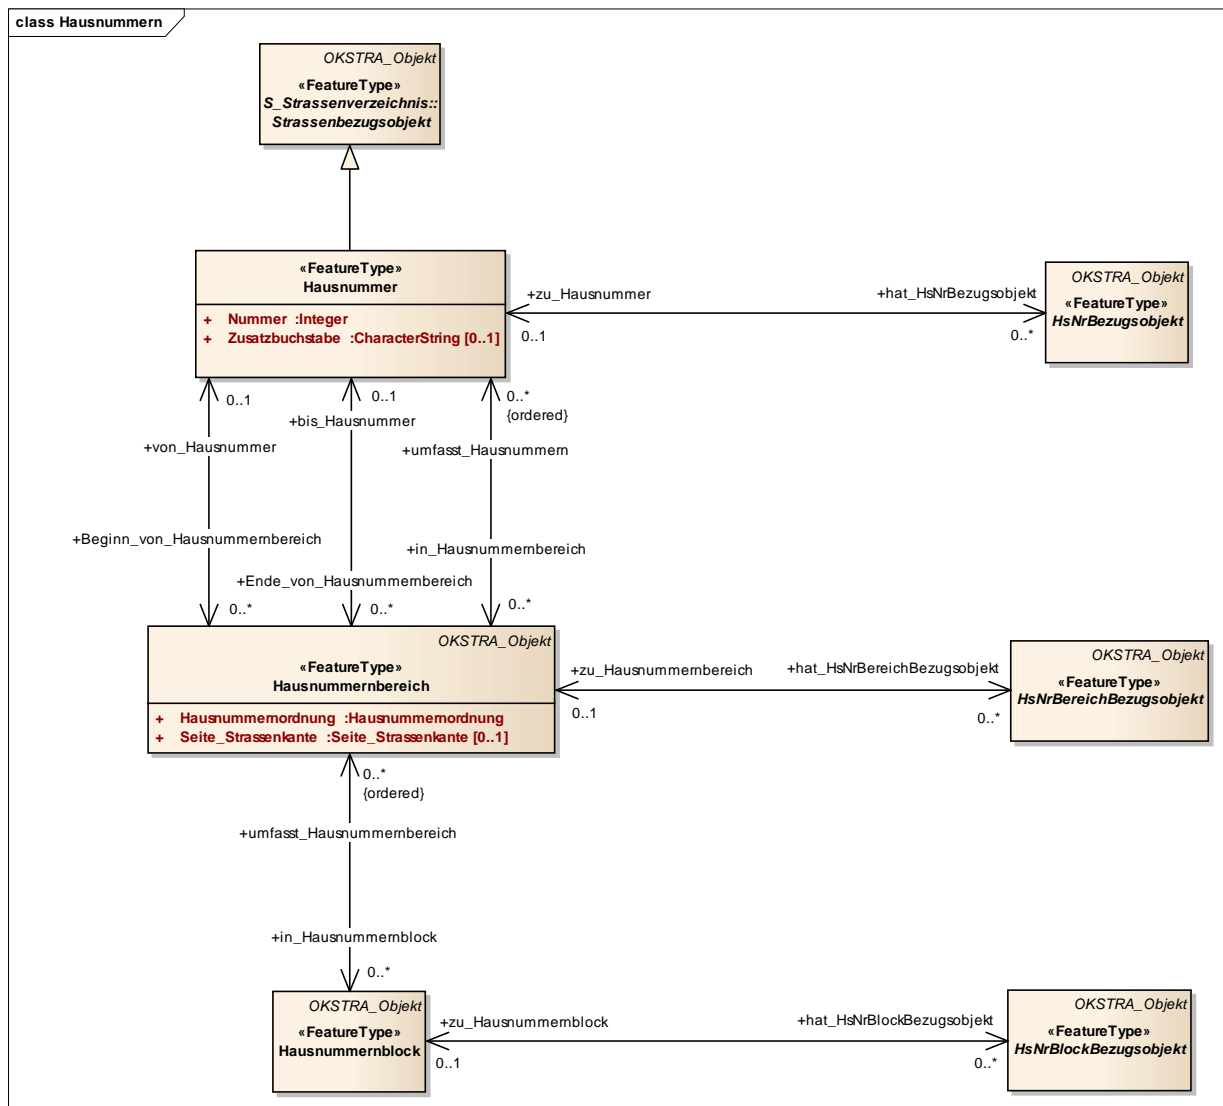 class Hausnummern
OKSTRA_Objekt
«FeatureType»
S_Strassenverzeichnis::
Strassenbezugsobjekt
«FeatureType»
Hausnummer
+ Nummer :Integer
+ Zusatzbuchstabe :CharacterString [0..1]
+zu_Hausnummer
0..1
+hat_HsNrBezugsobjekt
0..*
OKSTRA_Objekt
«FeatureType»
HsNrBezugsobjekt
0..1
+von_Hausnummer
0..1
+bis_Hausnummer
0..*
{ordered}
+umfasst_Hausnummern
+Beginn_von_Hausnummernbereich
0..*
+Ende_von_Hausnummernbereich
0..*
+in_Hausnummernbereich
0..*
OKSTRA_Objekt
«FeatureType»
Hausnummernbereich
+ Hausnummernordnung :Hausnummernordnung
+ Seite_Strassenkante :Seite_Strassenkante [0..1]
+zu_Hausnummernbereich
0..1
+hat_HsNrBereichBezugsobjekt
0..*
OKSTRA_Objekt
«FeatureType»
HsNrBereichBezugsobjekt
0..*
{ordered}
+umfasst_Hausnummernbereich
+in_Hausnummernblock
0..*
OKSTRA_Objekt
«FeatureType»
Hausnummernblock
+zu_Hausnummernblock
0..1
+hat_HsNrBlockBezugsobjekt
0..*
OKSTRA_Objekt
«FeatureType»
HsNrBlockBezugsobjekt